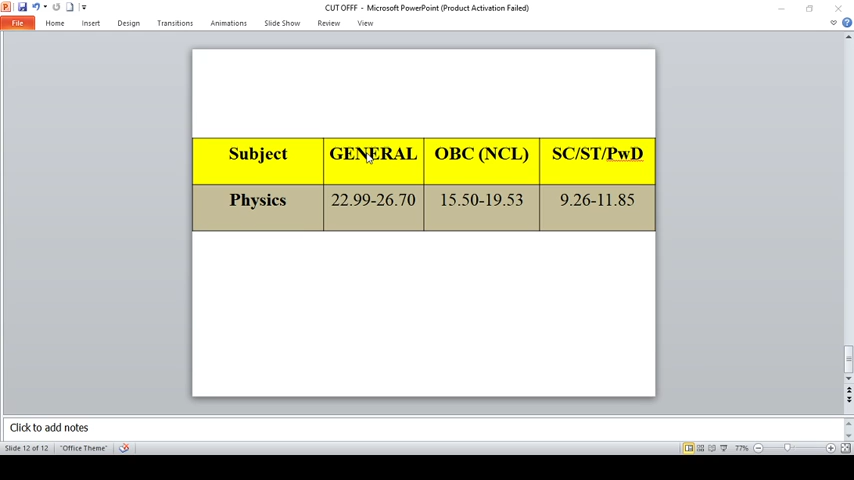 CUT OFFF - Microsoft PowerPoint (Product Activation Failed)
File Home Insert Design Transitions Animations Slide Show Review View
Subject GENERAL OBC (NCL) SC/ST/PwD
Physics 22.99-26.70 15.50-19.53 9.26-11.85
Click to add notes
Slide 12 of 12 "Office Theme" 77%